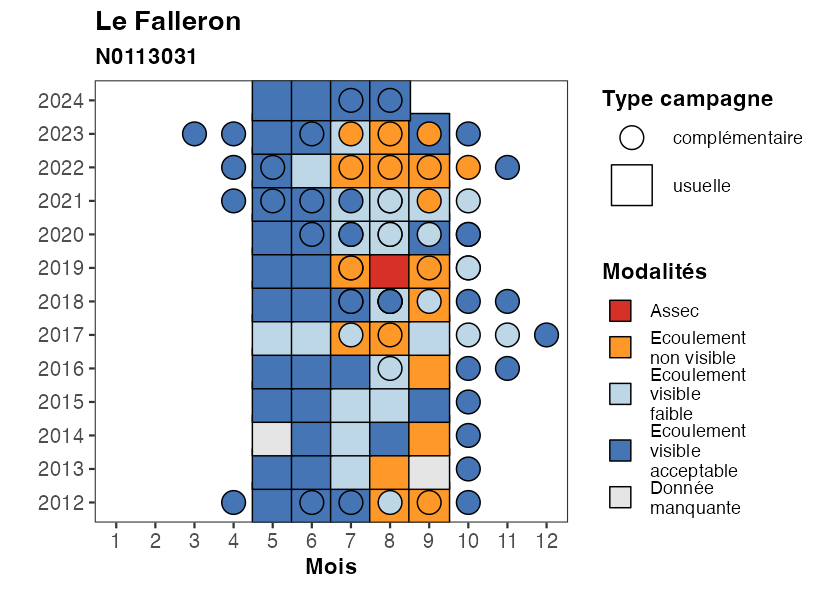 Le Falleron
N0113031
2024
2023
2022
2021
2020
2019
2018
2017
2016
2015
2014
2013
2012
1 2 3 4 5 6 7 8 9 10 11 12
Mois
Type campagne
complémentaire
usuelle
Modalités
Assec
Ecoulement
non visible
Ecoulement
visible
faible
Ecoulement
visible
acceptable
Donnée
manquante